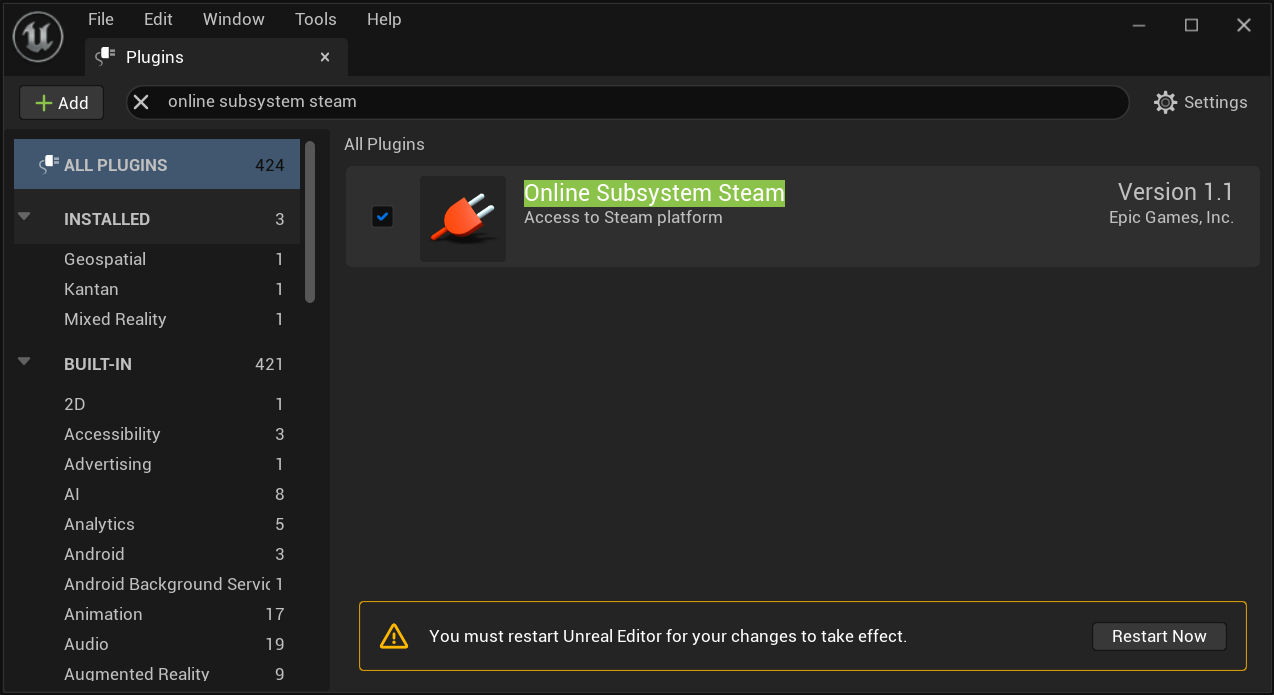 File Edit Window Tools Help
Plugins
Add
online subsystem steam
Settings
ALL PLUGINS 424
INSTALLED 3
Geospatial 1
Kantan 1
Mixed Reality 1
BUILT-IN 421
2D 1
Accessibility 3
Advertising 1
AI 8
Analytics 5
Android 3
Android Background Servic 1
Animation 17
Audio 19
Augmented Reality 9
All Plugins
Online Subsystem Steam
Access to Steam platform
Version 1.1
Epic Games, Inc.
You must restart Unreal Editor for your changes to take effect.
Restart Now